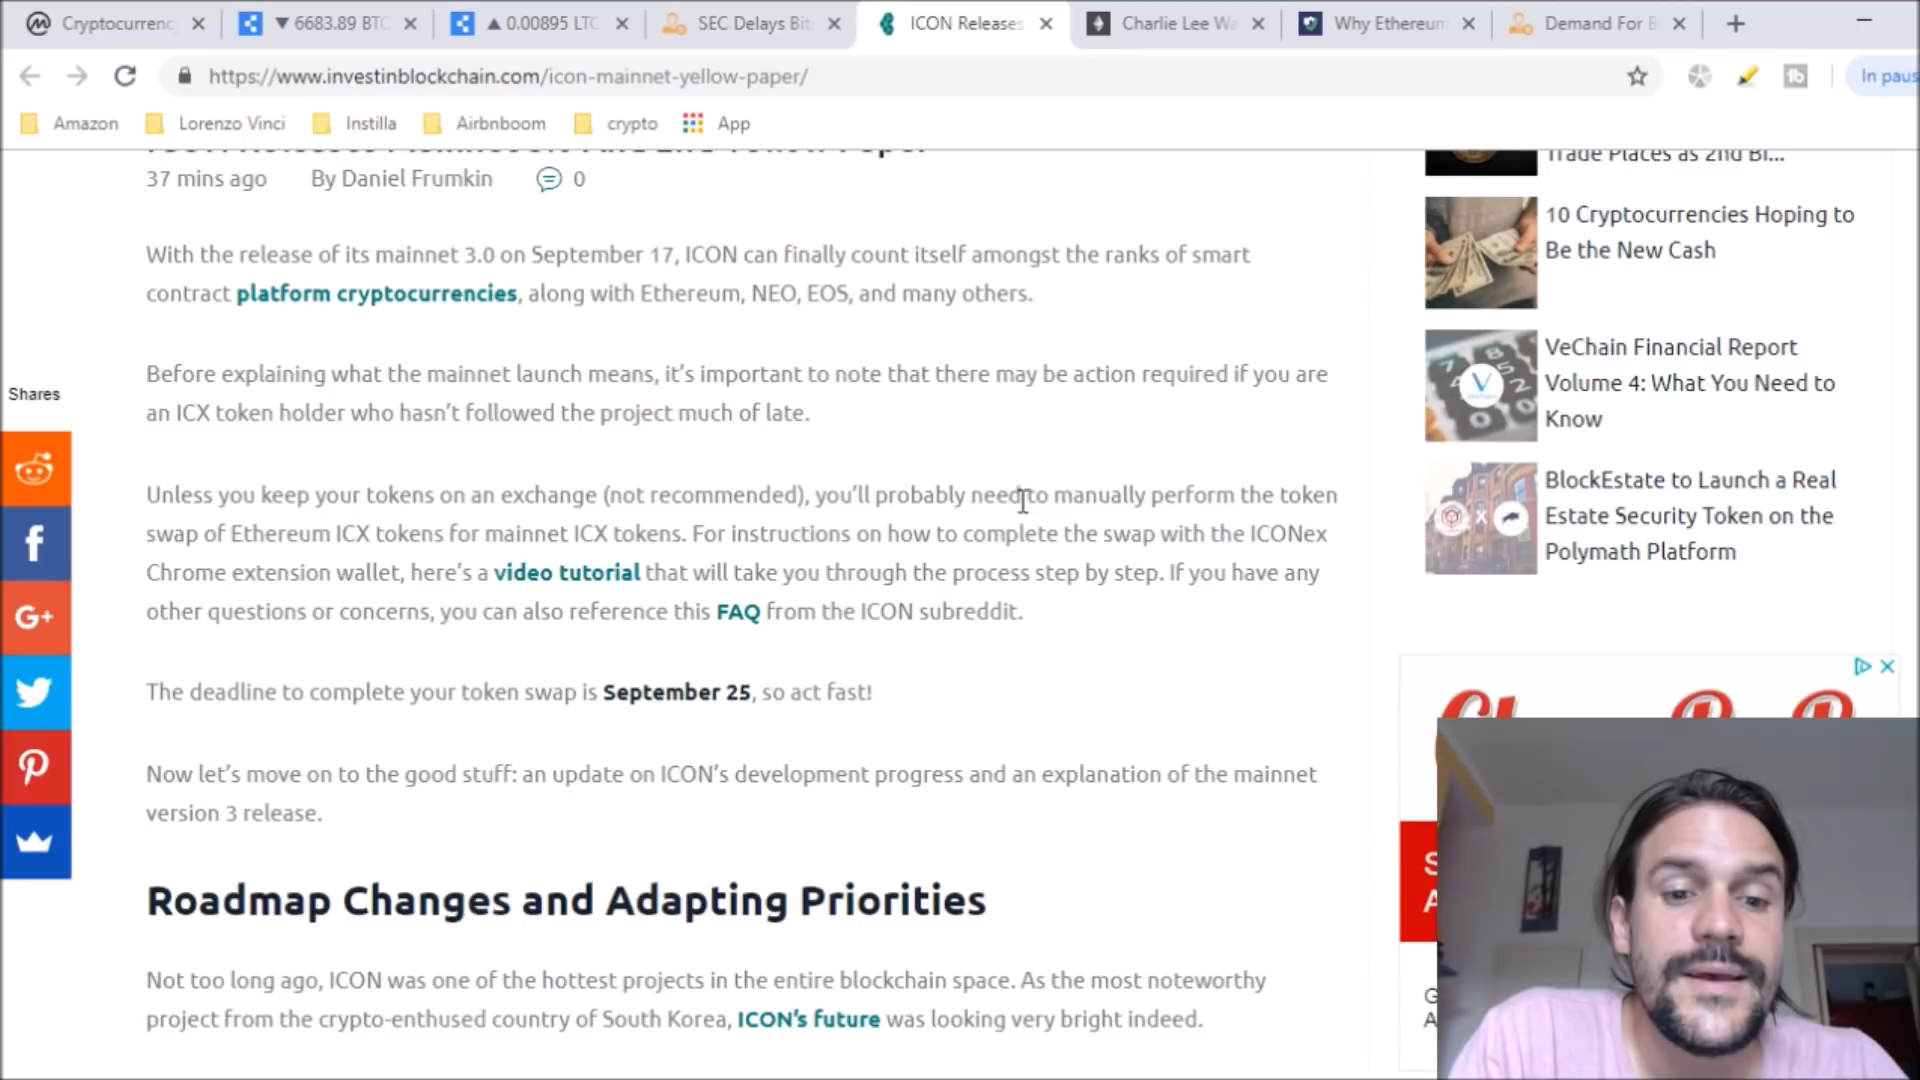 Cryptocurrenc
▼ 6683.89 BTC
▲ 0.00895 LTC
SEC Delays Bit
ICON Releases
Charlie Lee Wa
Why Ethereum
Demand For B
https://www.investinblockchain.com/icon-mainnet-yellow-paper/
In paus
Amazon
Lorenzo Vinci
Instilla
Airbnboom
crypto
App
37 mins ago
By Daniel Frumkin
0
With the release of its mainnet 3.0 on September 17, ICON can finally count itself amongst the ranks of smart
contract platform cryptocurrencies, along with Ethereum, NEO, EOS, and many others.
Before explaining what the mainnet launch means, it's important to note that there may be action required if you are
an ICX token holder who hasn't followed the project much of late.
Unless you keep your tokens on an exchange (not recommended), you'll probably need to manually perform the token
swap of Ethereum ICX tokens for mainnet ICX tokens. For instructions on how to complete the swap with the ICONex
Chrome extension wallet, here's a video tutorial that will take you through the process step by step. If you have any
other questions or concerns, you can also reference this FAQ from the ICON subreddit.
The deadline to complete your token swap is September 25, so act fast!
Now let's move on to the good stuff: an update on ICON's development progress and an explanation of the mainnet
version 3 release.
Roadmap Changes and Adapting Priorities
Not too long ago, ICON was one of the hottest projects in the entire blockchain space. As the most noteworthy
project from the crypto-enthused country of South Korea, ICON's future was looking very bright indeed.
Shares
G+
Trade Places as 2nd Bi...
10 Cryptocurrencies Hoping to
Be the New Cash
VeChain Financial Report
Volume 4: What You Need to
Know
BlockEstate to Launch a Real
Estate Security Token on the
Polymath Platform